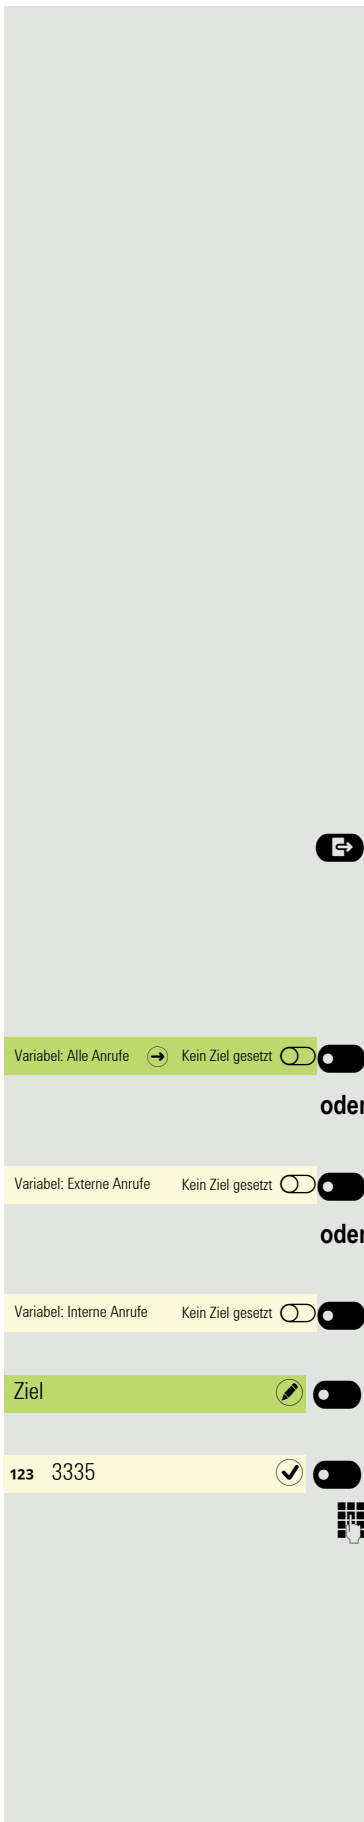 Variabel: Alle Anrufe Kein Ziel gesetzt
oder
Variabel: Externe Anrufe Kein Ziel gesetzt
oder
Variabel: Interne Anrufe Kein Ziel gesetzt
Ziel
123 3335